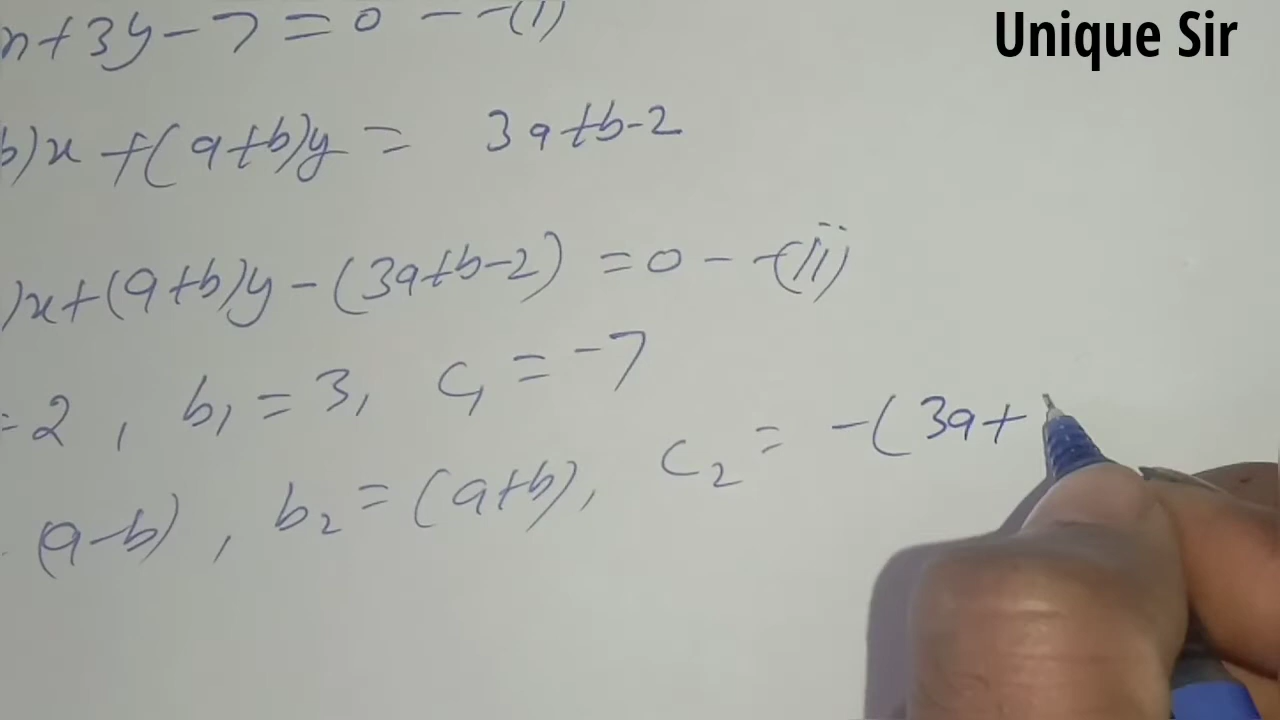 Unique Sir
x+3y-7=0 --(i)
b)x+(a+b)y= 3a+b-2
)x+(a+b)y-(3a+b-2)=0--(ii)
=2, b₁=3, c₁=-7
(a-b), b₂=(a+b), c₂=-(3a+